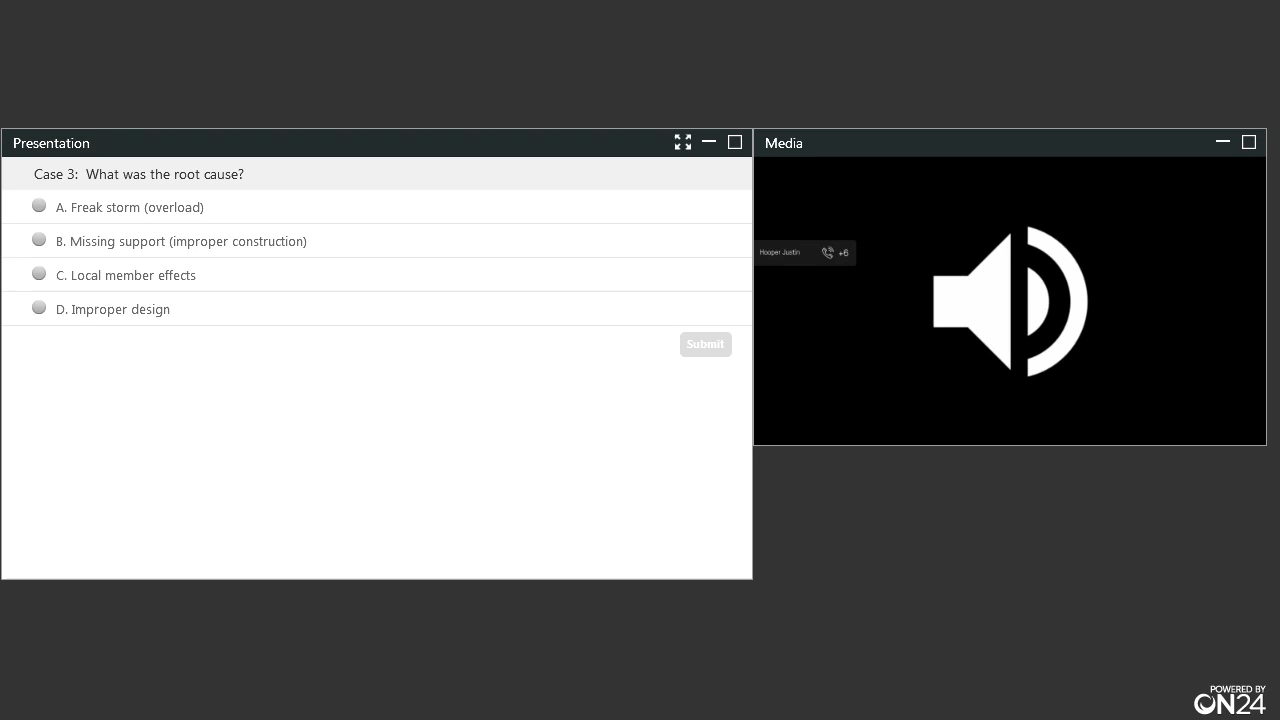 Presentation
Case 3:  What was the root cause?
A. Freak storm (overload)
B. Missing support (improper construction)
C. Local member effects
D. Improper design
Submit
Media
Hooper Justin +6
POWERED BY
ON24